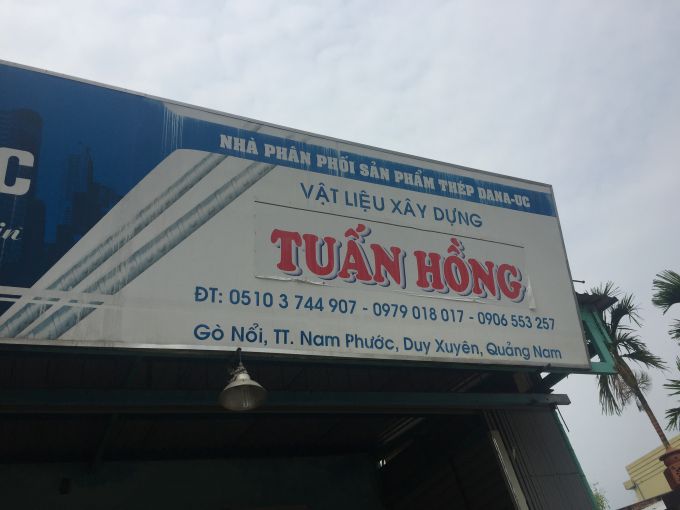 C
in
NHÀ PHÂN PHỐI SẢN PHẨM THÉP DANA-UC
VẬT LIỆU XÂY DỰNG
TUẤN HỒNG
ĐT: 0510 3 744 907 - 0979 018 017 - 0906 553 257
Gò Nổi, TT. Nam Phước, Duy Xuyên, Quảng Nam